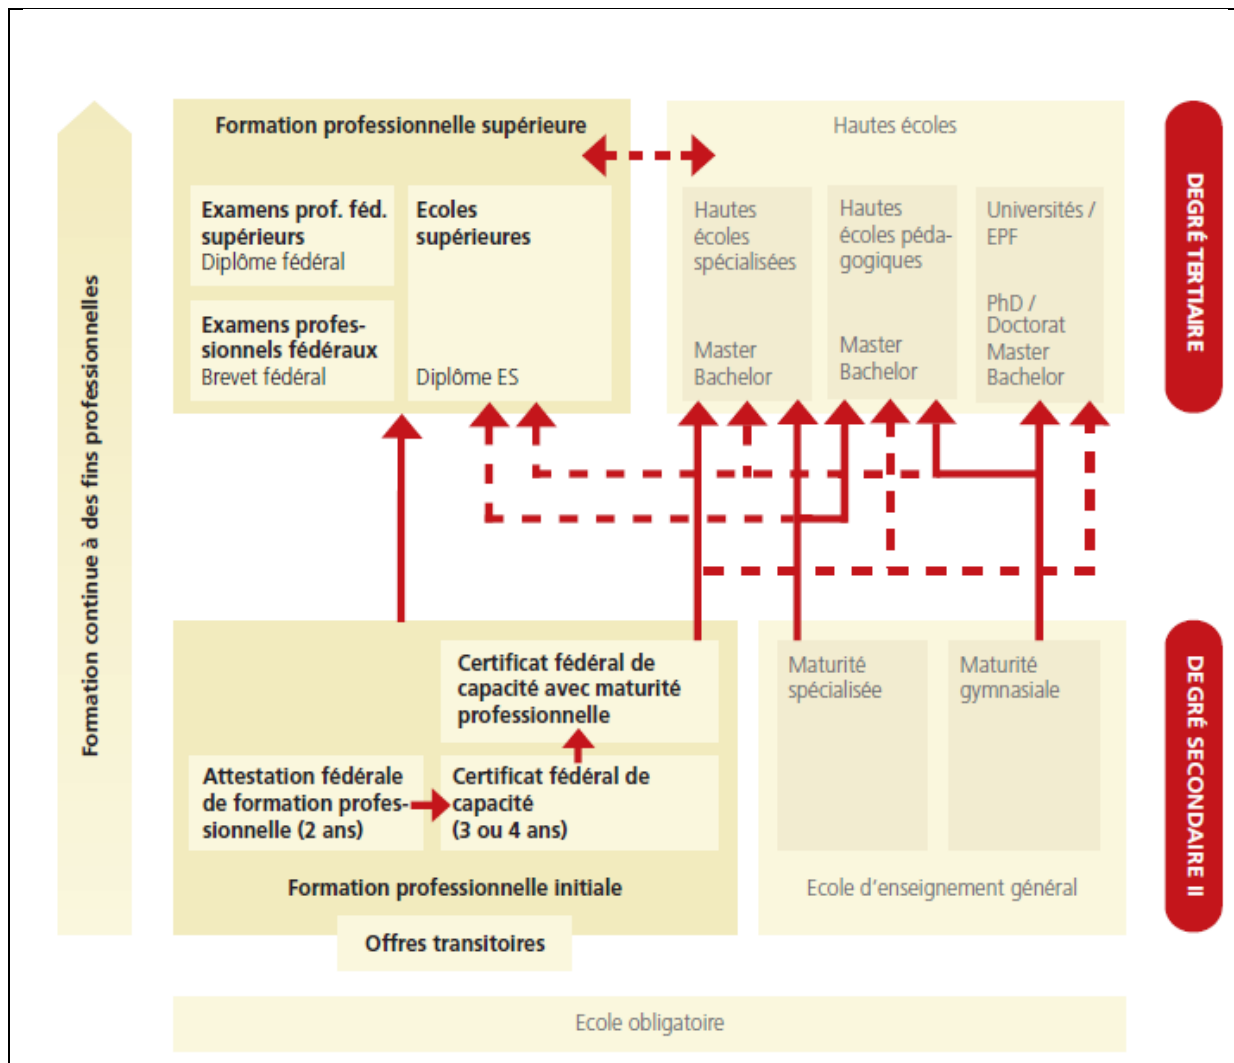 Formation continue à des fins professionnelles
Formation professionnelle supérieure
Examens prof. féd.
supérieurs
Diplôme fédéral
Examens profes-
sionnels fédéraux
Brevet fédéral
Ecoles
supérieures
Diplôme ES
Hautes écoles
Hautes
écoles
spécialisées
Master
Bachelor
Hautes
écoles péda-
gogiques
Master
Bachelor
Universités /
EPF
PhD /
Doctorat
Master
Bachelor
DEGRÉ TERTIAIRE
Certificat fédéral de
capacité avec maturité
professionnelle
Attestation fédérale
de formation profes-
sionnelle (2 ans)
Certificat fédéral de
capacité
(3 ou 4 ans)
Formation professionnelle initiale
Offres transitoires
Maturité
spécialisée
Maturité
gymnasiale
Ecole d'enseignement général
DEGRÉ SECONDAIRE II
Ecole obligatoire